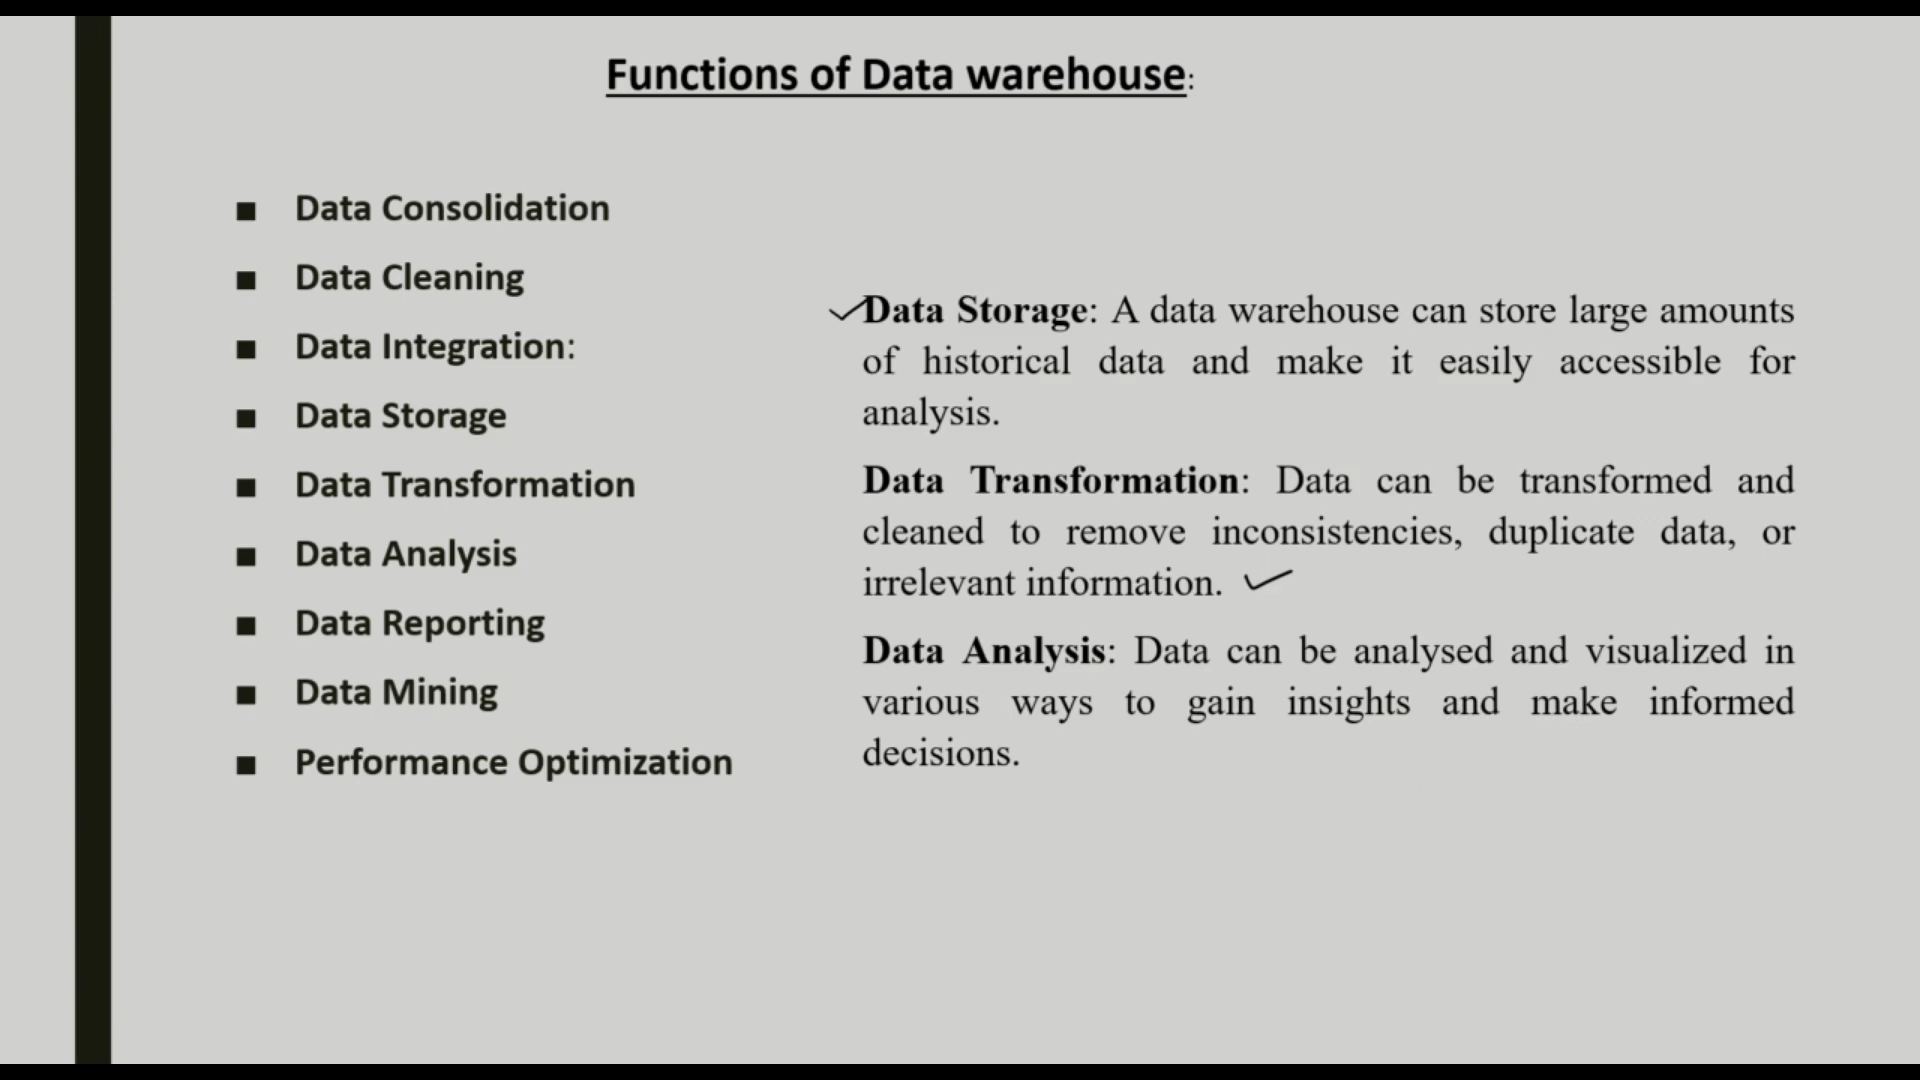 Functions of Data warehouse:
■ Data Consolidation
■ Data Cleaning
■ Data Integration:
■ Data Storage
■ Data Transformation
■ Data Analysis
■ Data Reporting
■ Data Mining
■ Performance Optimization
Data Storage: A data warehouse can store large amounts
of historical data and make it easily accessible for
analysis.
Data Transformation: Data can be transformed and
cleaned to remove inconsistencies, duplicate data, or
irrelevant information.
Data Analysis: Data can be analysed and visualized in
various ways to gain insights and make informed
decisions.